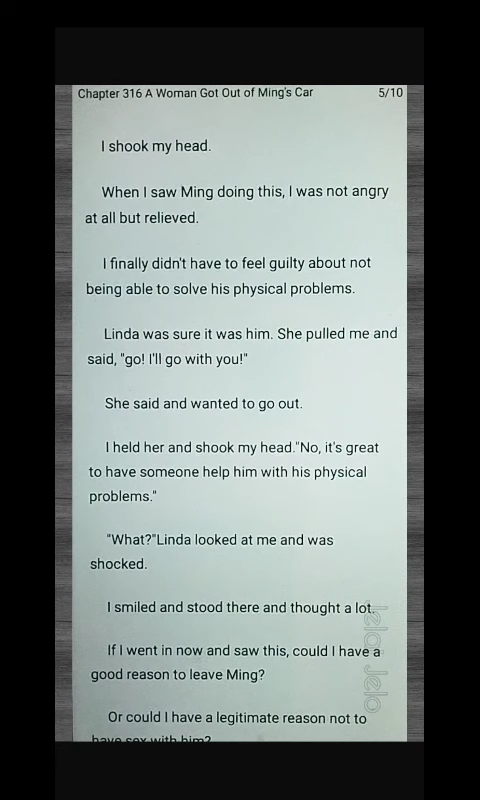 Chapter 316 A Woman Got Out of Ming's Car 5/10
I shook my head.
When I saw Ming doing this, I was not angry
at all but relieved.
I finally didn't have to feel guilty about not
being able to solve his physical problems.
Linda was sure it was him. She pulled me and
said, "go! I'll go with you!"
She said and wanted to go out.
I held her and shook my head."No, it's great
to have someone help him with his physical
problems."
"What?"Linda looked at me and was
shocked.
I smiled and stood there and thought a lot.
If I went in now and saw this, could I have a
good reason to leave Ming?
Or could I have a legitimate reason not to
have sex with him?
Jela Jelo